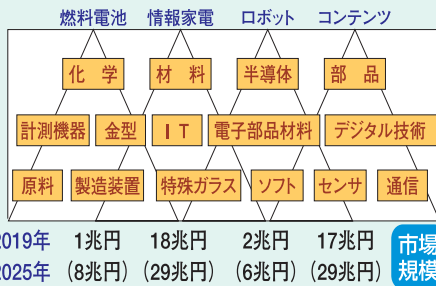 燃料電池 情報家電 ロボット コンテンツ
化 学 材 料 半導体 部 品
計測機器 金型 IT 電子部品材料 デジタル技術
原料 製造装置 特殊ガラス ソフト センサ 通信
2019年 1兆円 18兆円 2兆円 17兆円
2025年 (8兆円) (29兆円) (6兆円) (29兆円)
市場
規模